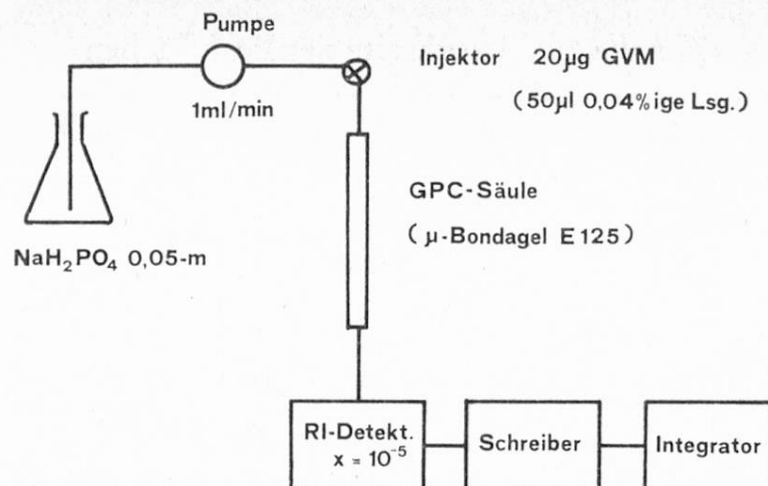 Pumpe
1ml/min
Injektor 20µg GVM
(50µl 0,04%ige Lsg.)
GPC-Säule
(µ-Bondagel E125)
NaH₂PO₄ 0,05-m
RI-Detekt.
x = 10⁻⁵
Schreiber
Integrator